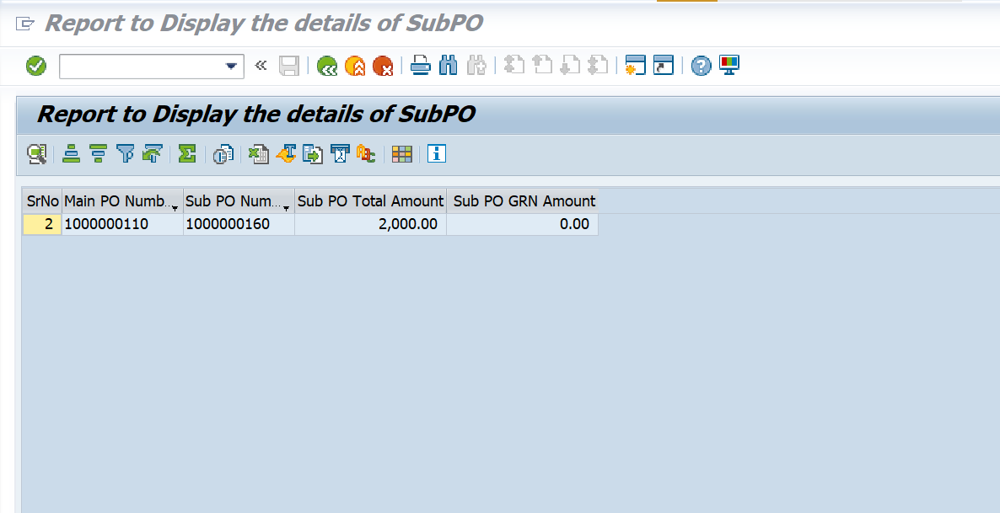 Report to Display the details of SubPO
Report to Display the details of SubPO
SrNo Main PO Numb... Sub PO Num... Sub PO Total Amount Sub PO GRN Amount
2 1000000110 1000000160 2,000.00 0.00